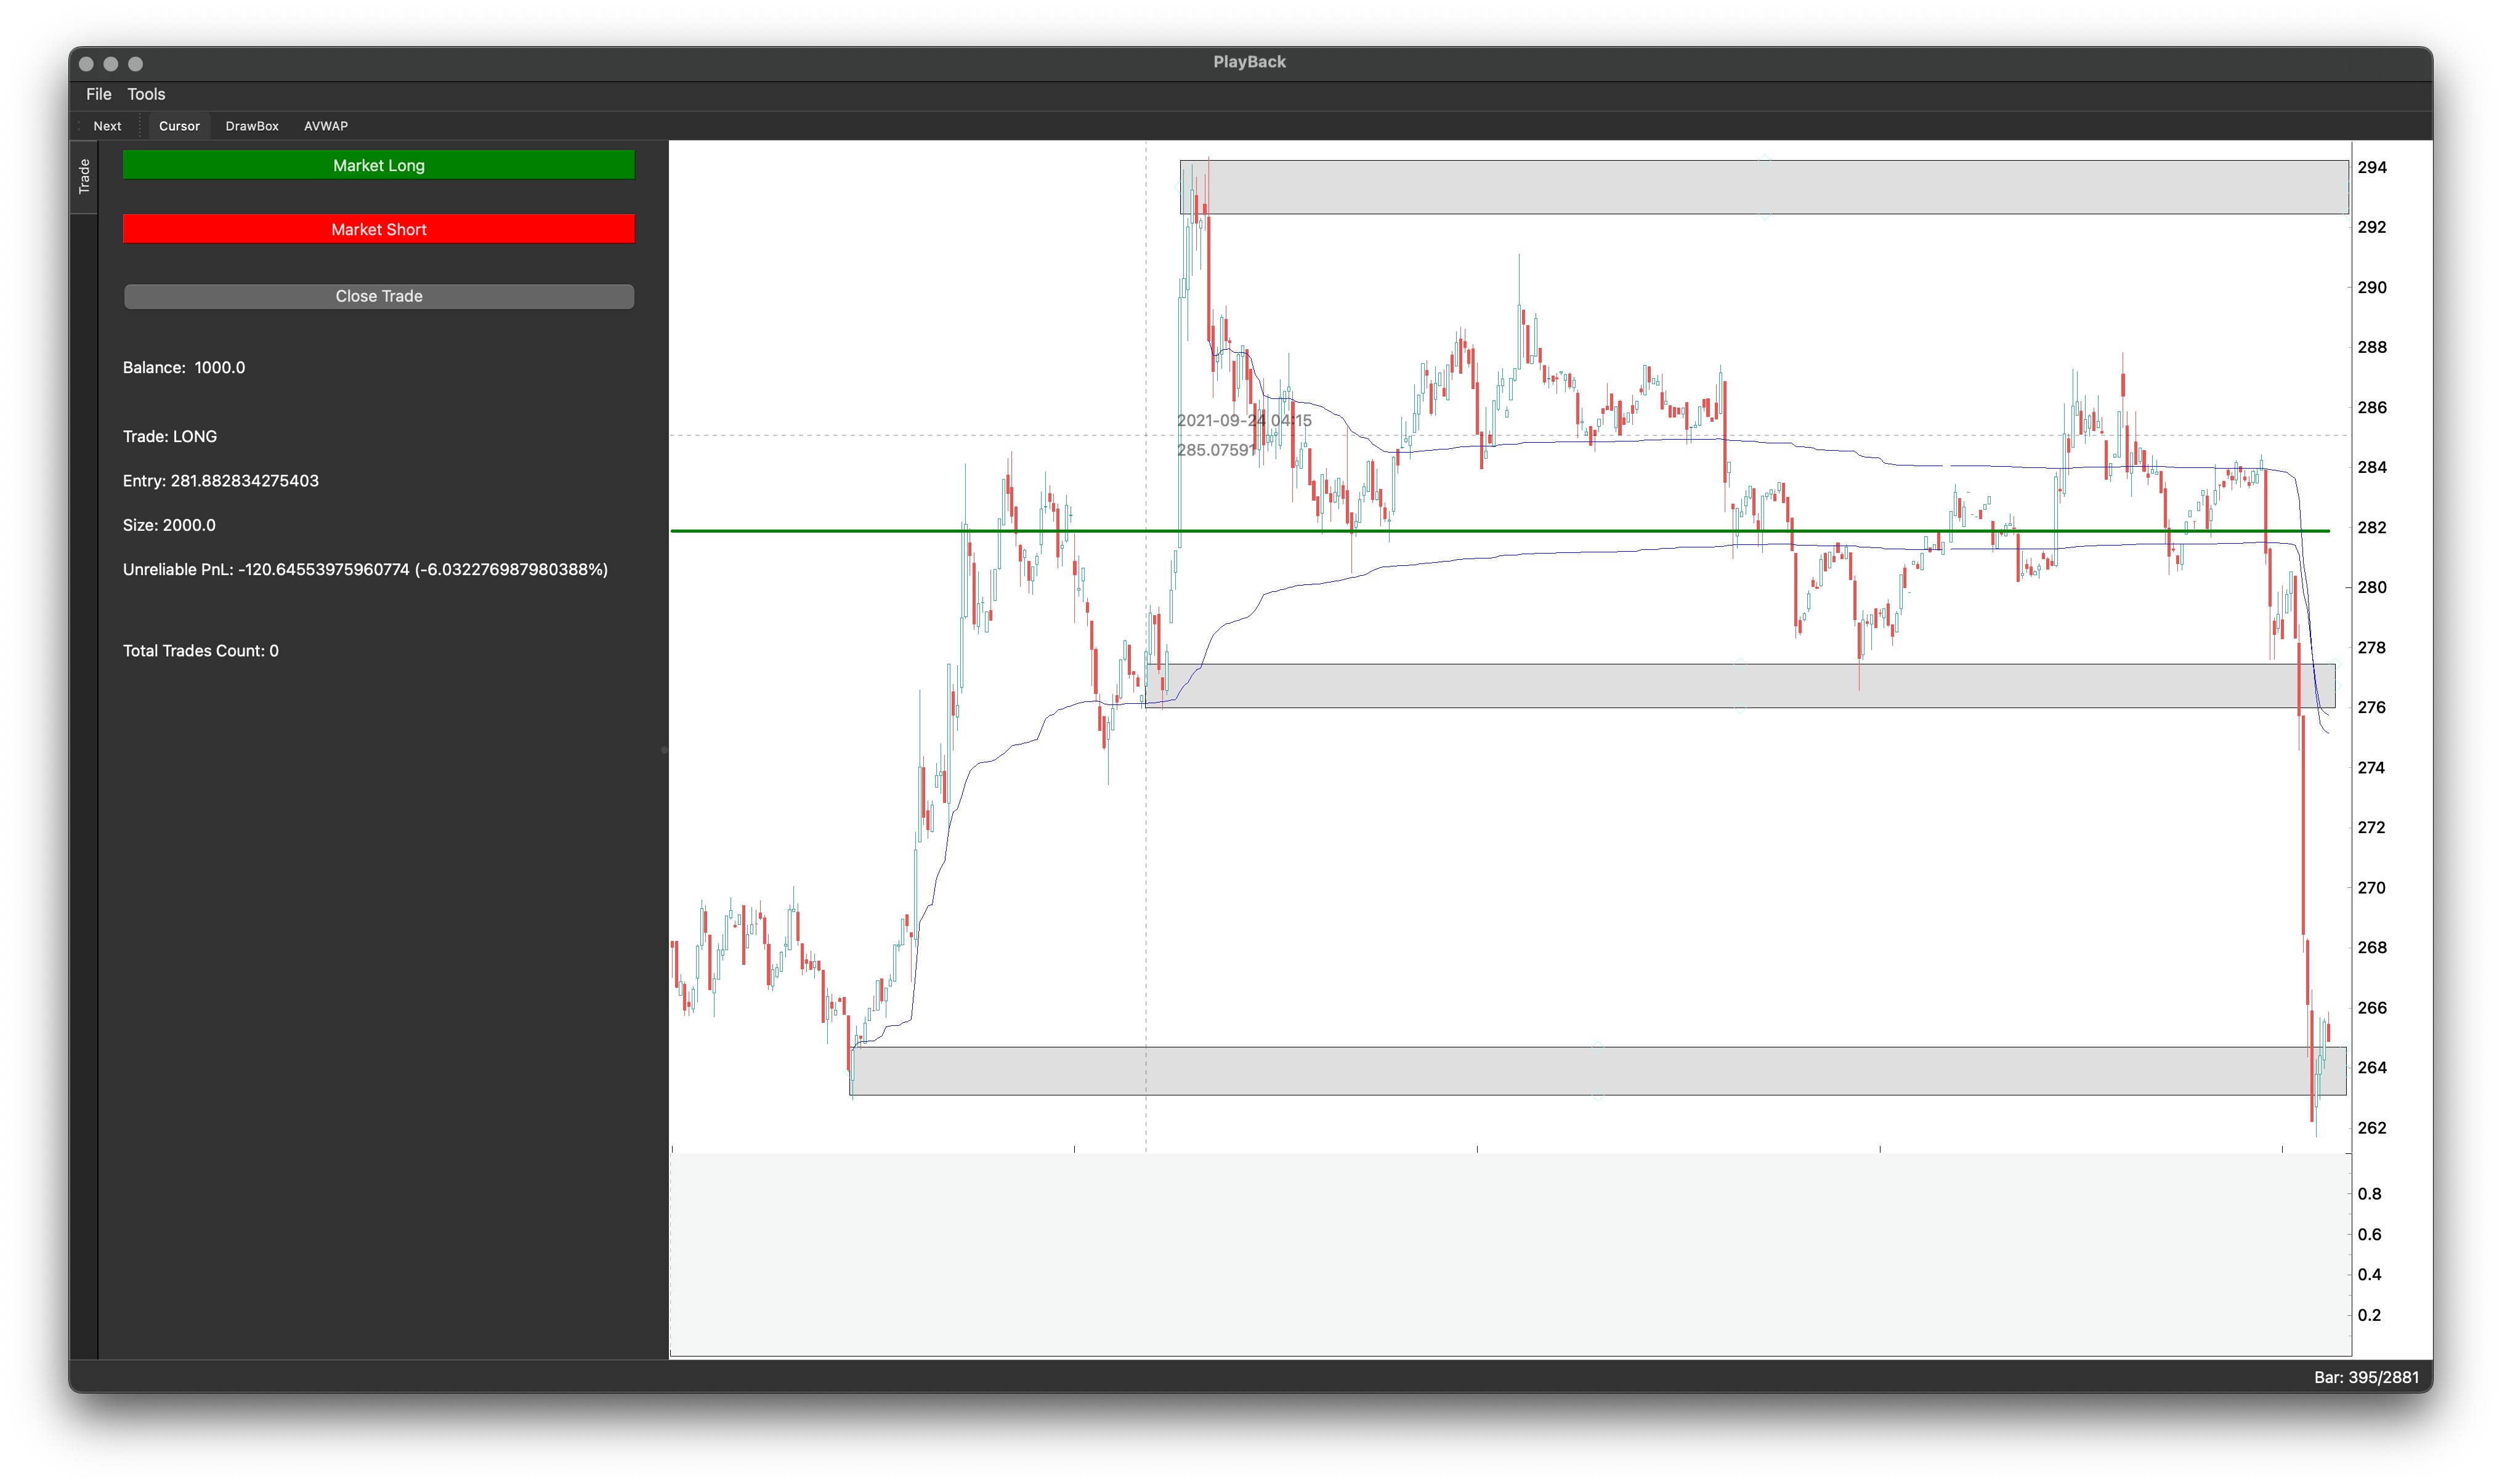 PlayBack
File Tools
Next Cursor DrawBox AVWAP
Trade
Market Long
Market Short
Close Trade
Balance: 1000.0
Trade: LONG
Entry: 281.882834275403
Size: 2000.0
Unreliable PnL: -120.64553975960774 (-6.032276987980388%)
Total Trades Count: 0
2021-09-24 04:15
285.07591
294
292
290
288
286
284
282
280
278
276
274
272
270
268
266
264
262
0.8
0.6
0.4
0.2
Bar: 395/2881